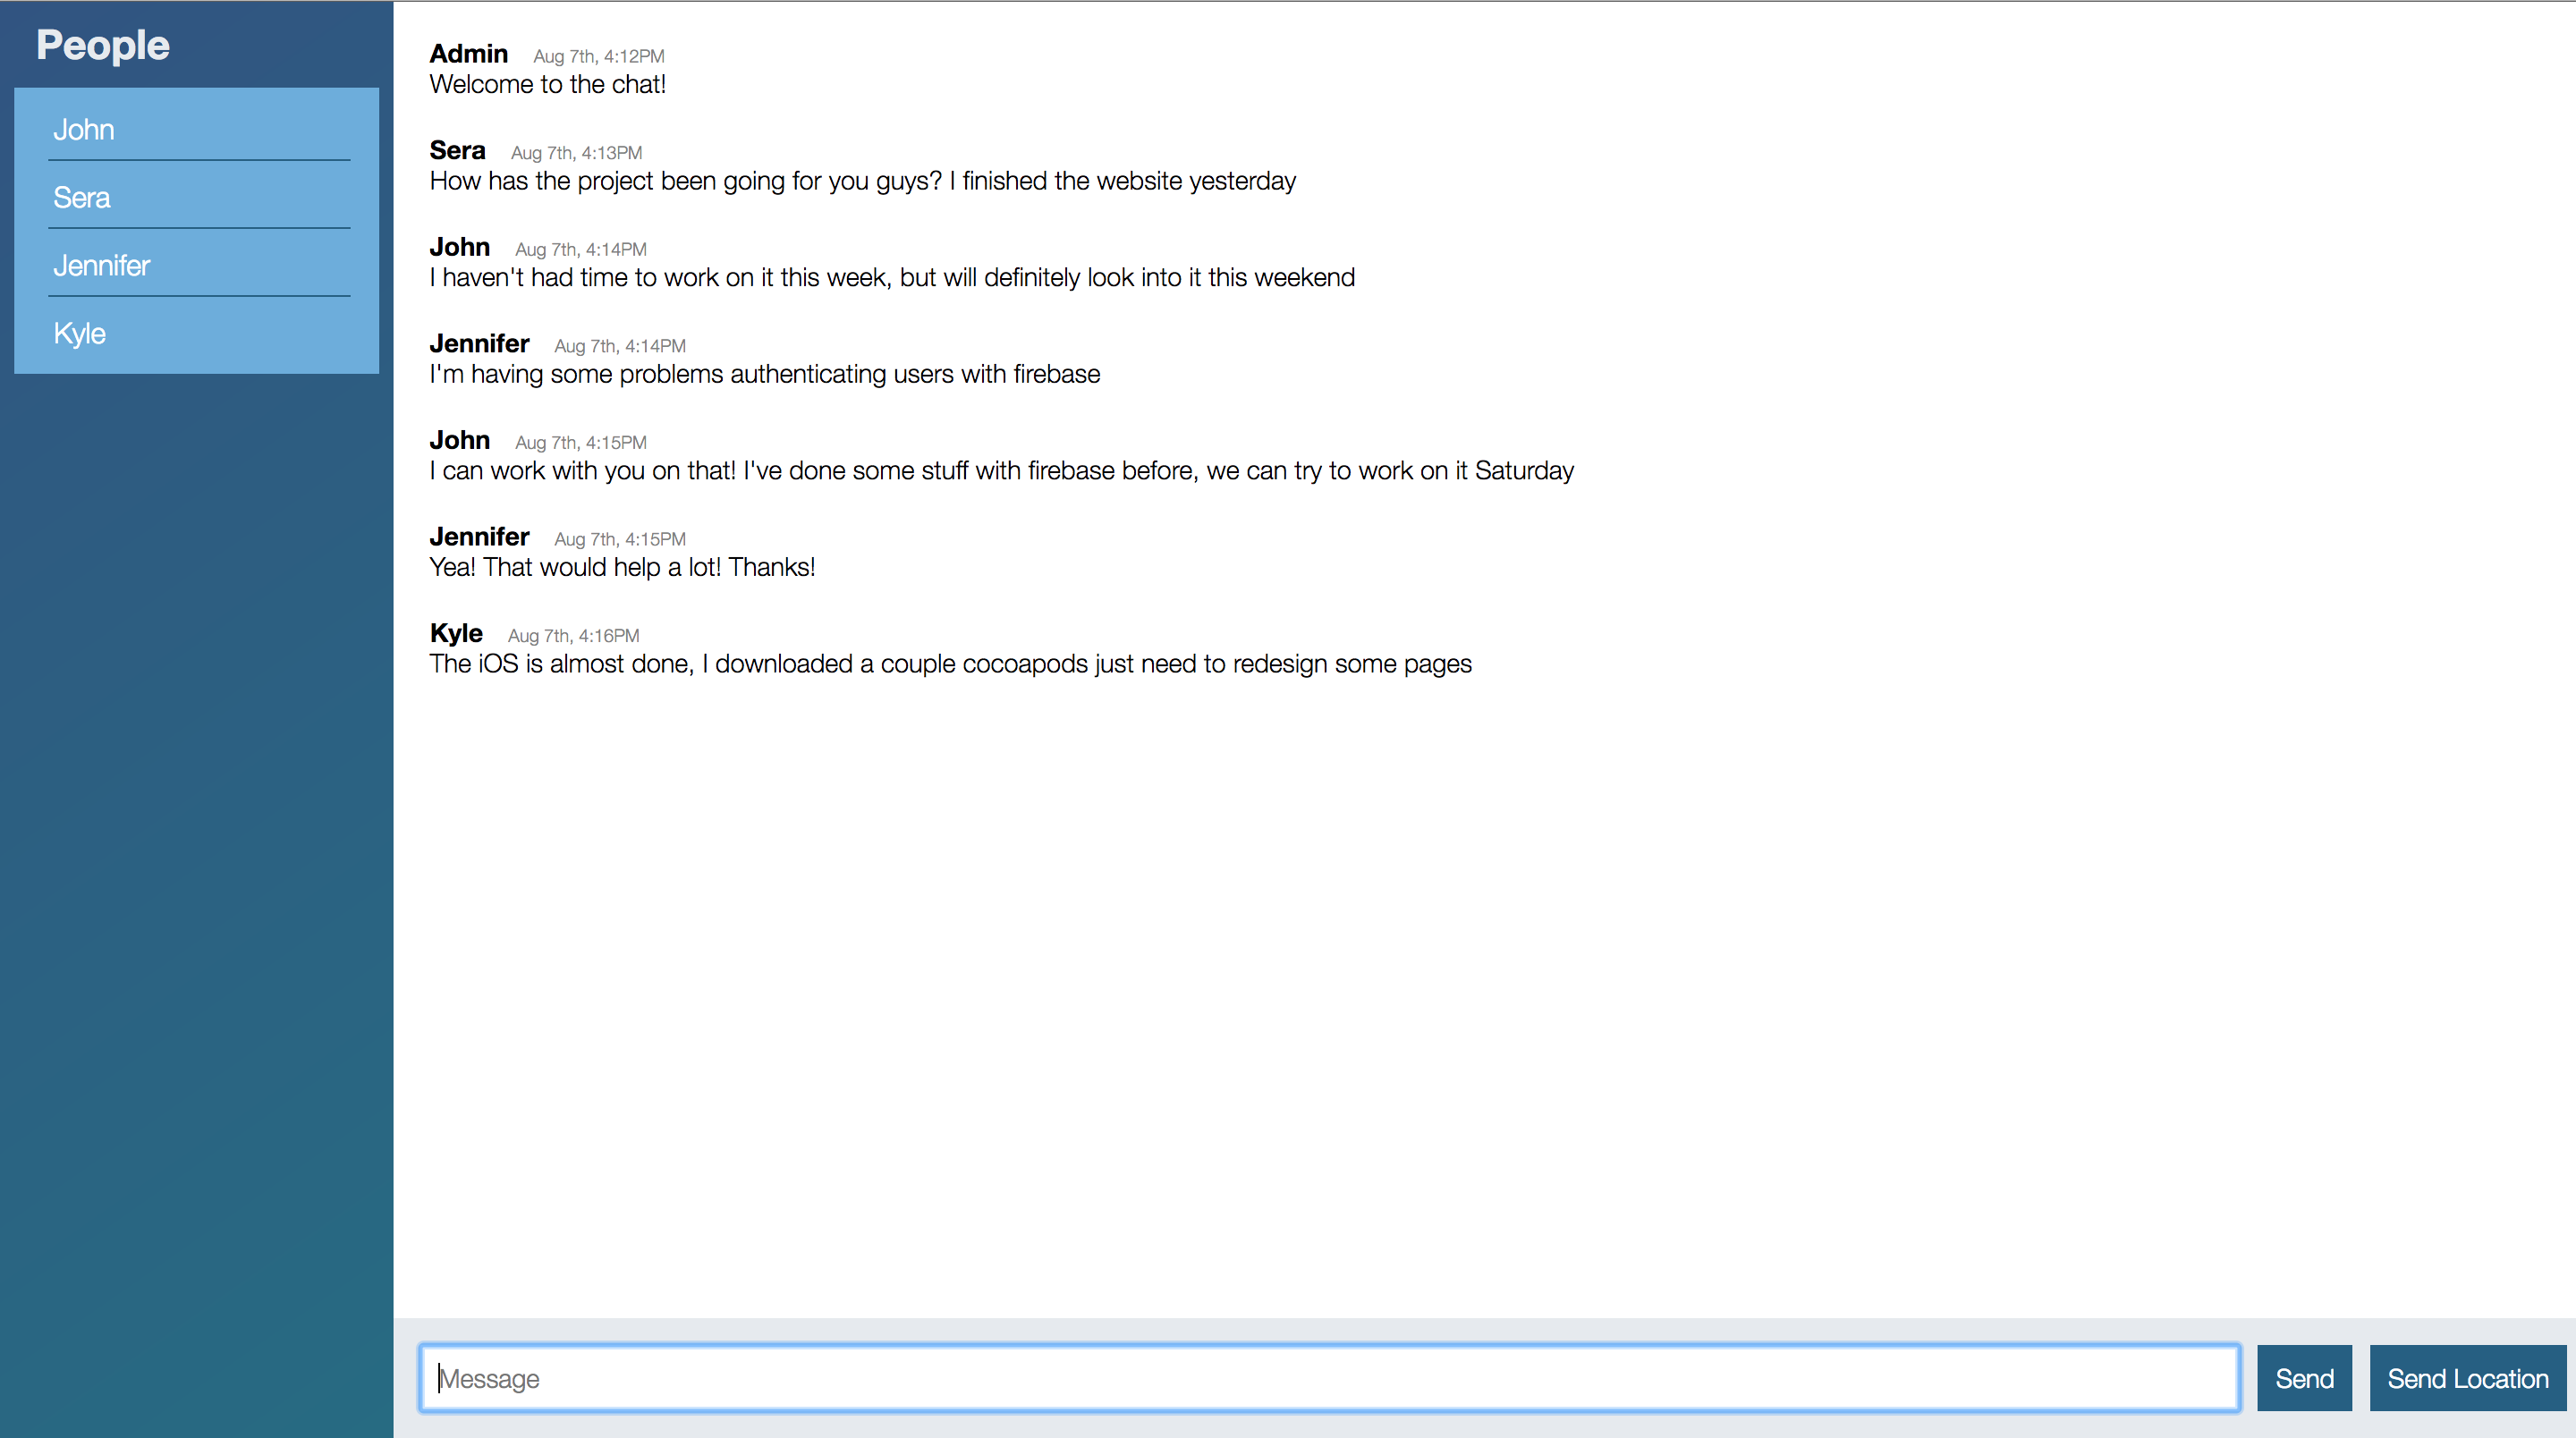 People
John
Sera
Jennifer
Kyle
Admin Aug 7th, 4:12PM
Welcome to the chat!
Sera Aug 7th, 4:13PM
How has the project been going for you guys? I finished the website yesterday
John Aug 7th, 4:14PM
I haven't had time to work on it this week, but will definitely look into it this weekend
Jennifer Aug 7th, 4:14PM
I'm having some problems authenticating users with firebase
John Aug 7th, 4:15PM
I can work with you on that! I've done some stuff with firebase before, we can try to work on it Saturday
Jennifer Aug 7th, 4:15PM
Yea! That would help a lot! Thanks!
Kyle Aug 7th, 4:16PM
The iOS is almost done, I downloaded a couple cocoapods just need to redesign some pages
Message
Send
Send Location